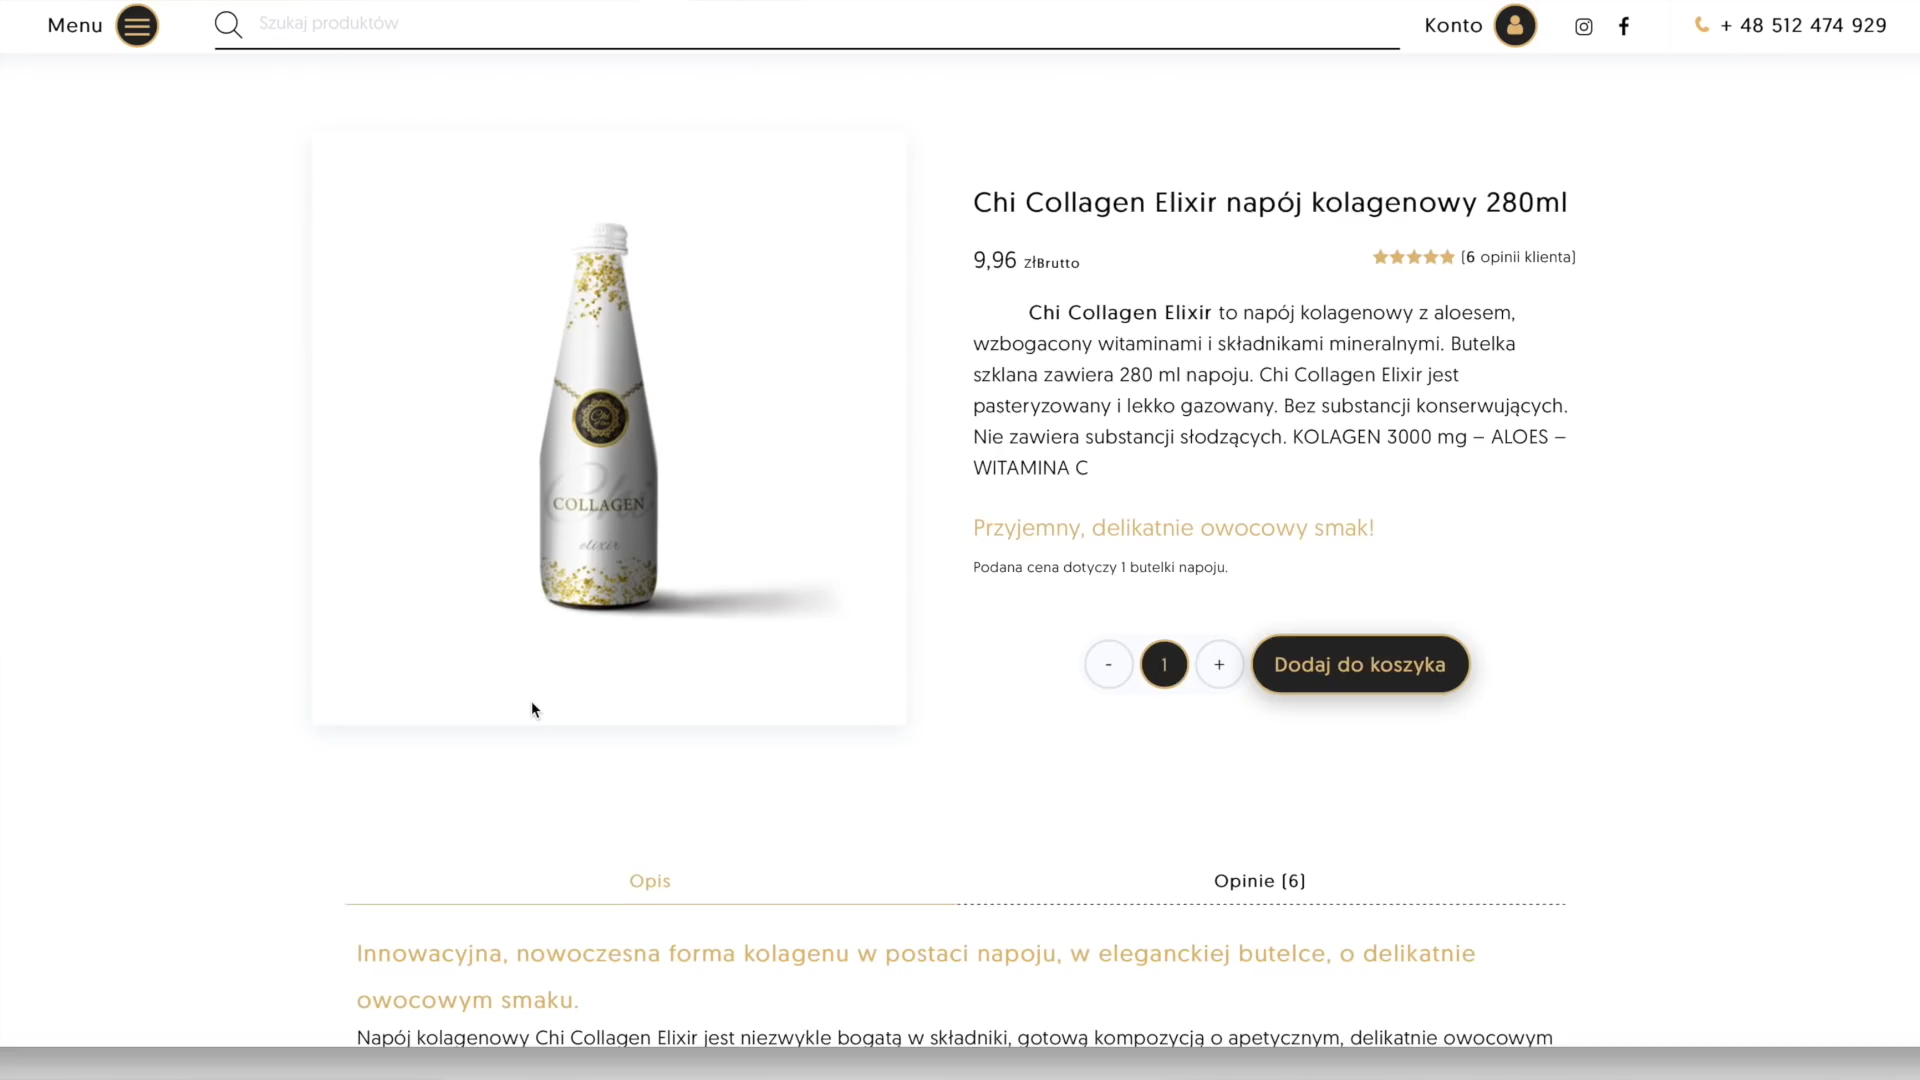 Menu
Szukaj produktów
Konto
+ 48 512 474 929
Chi Collagen Elixir napój kolagenowy 280ml
9,96 złBrutto
(6 opinii klienta)
Chi Collagen Elixir to napój kolagenowy z aloesem,
wzbogacony witaminami i składnikami mineralnymi. Butelka
szklana zawiera 280 ml napoju. Chi Collagen Elixir jest
pasteryzowany i lekko gazowany. Bez substancji konserwujących.
Nie zawiera substancji słodzących. KOLAGEN 3000 mg – ALOES –
WITAMINA C
Przyjemny, delikatnie owocowy smak!
Podana cena dotyczy 1 butelki napoju.
- 1 + Dodaj do koszyka
Chi
COLLAGEN
elixir
Opis
Opinie (6)
Innowacyjna, nowoczesna forma kolagenu w postaci napoju, w eleganckiej butelce, o delikatnie
owocowym smaku.
Napój kolagenowy Chi Collagen Elixir jest niezwykle bogatą w składniki, gotową kompozycją o apetycznym, delikatnie owocowym